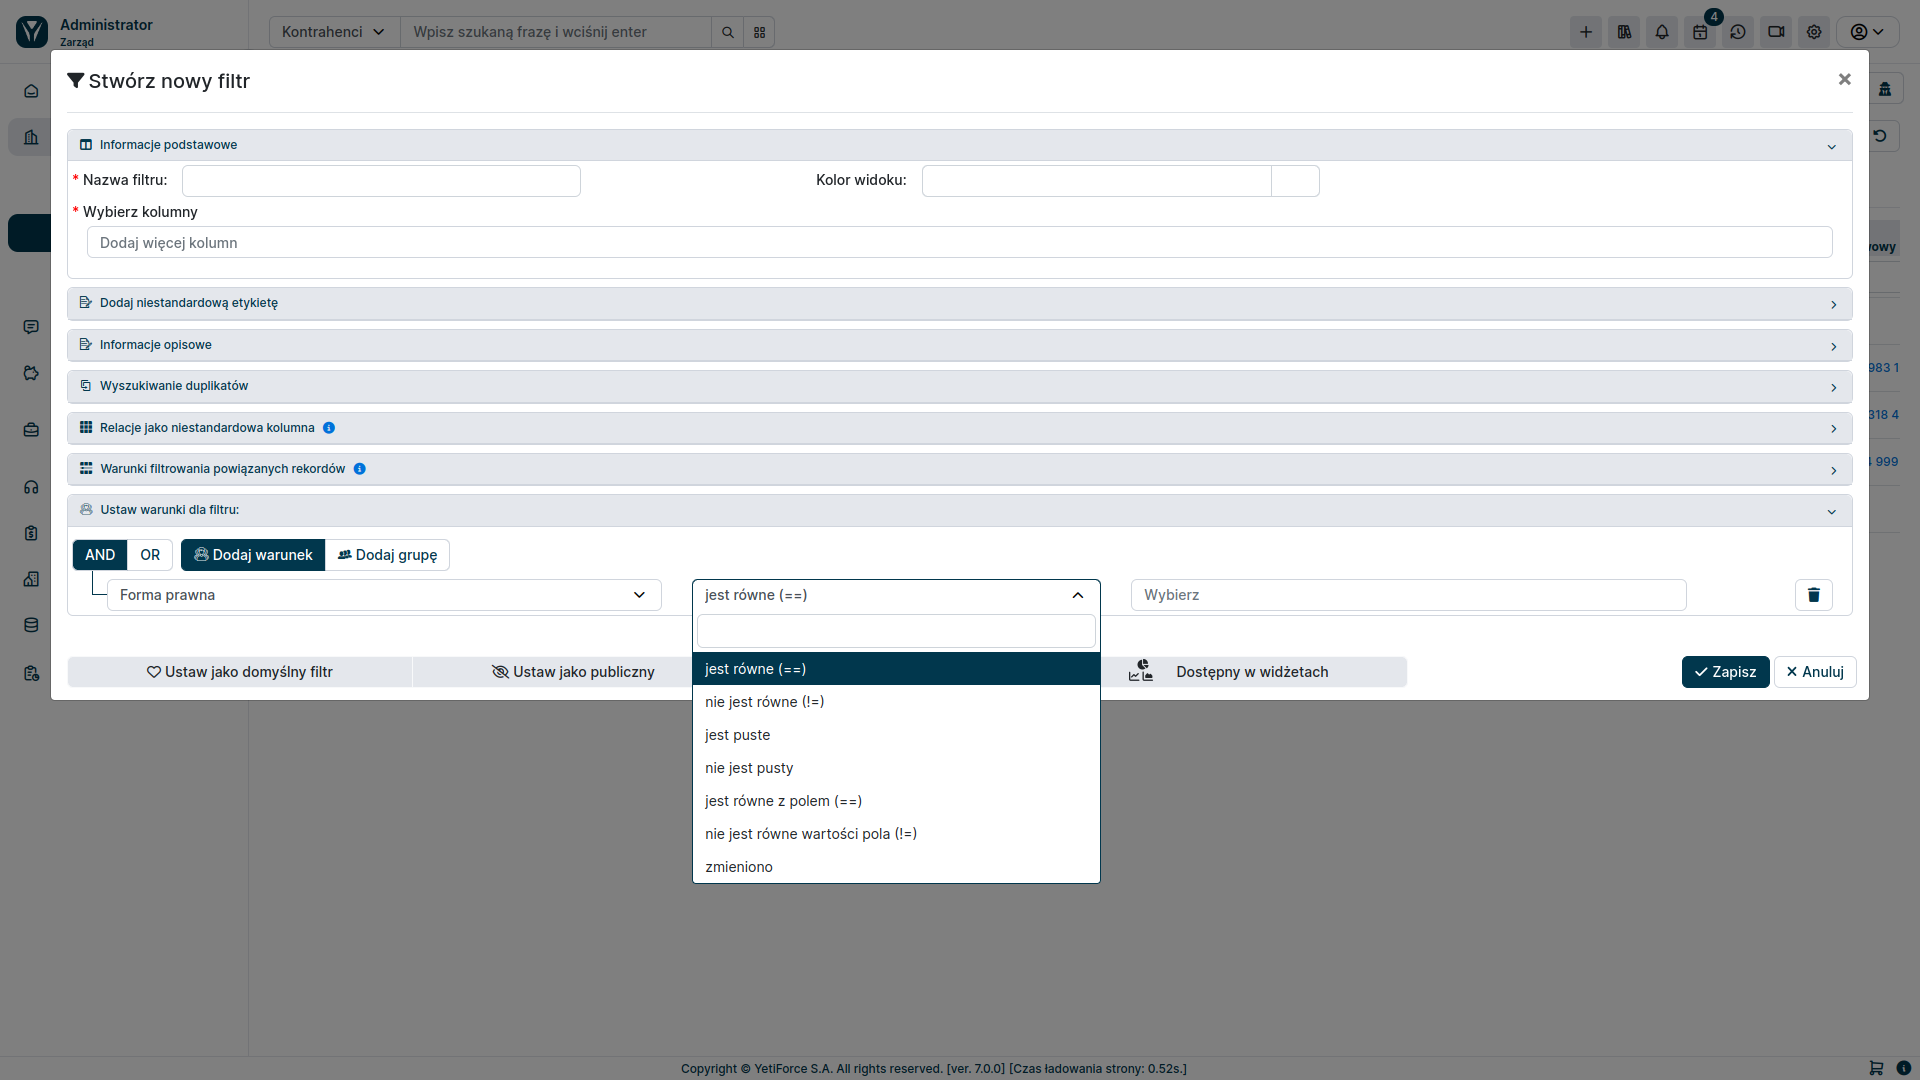 Administrator
Zarząd
Kontrahenci
Wpisz szukaną frazę i wciśnij enter
4
Stwórz nowy filtr
×
Informacje podstawowe
* Nazwa filtru:
Kolor widoku:
* Wybierz kolumny
Dodaj więcej kolumn
Dodaj niestandardową etykietę
Informacje opisowe
Wyszukiwanie duplikatów
Relacje jako niestandardowa kolumna
Warunki filtrowania powiązanych rekordów
Ustaw warunki dla filtru:
AND OR Dodaj warunek Dodaj grupę
Forma prawna
jest równe (==)
Wybierz
jest równe (==)
nie jest równe (!=)
jest puste
nie jest pusty
jest równe z polem (==)
nie jest równe wartości pola (!=)
zmieniono
Ustaw jako domyślny filtr
Ustaw jako publiczny
Dostępny w widżetach
Zapisz
Anuluj
983 1
318 4
999
Copyright © YetiForce S.A. All rights reserved. [ver. 7.0.0] [Czas ładowania strony: 0.52s.]